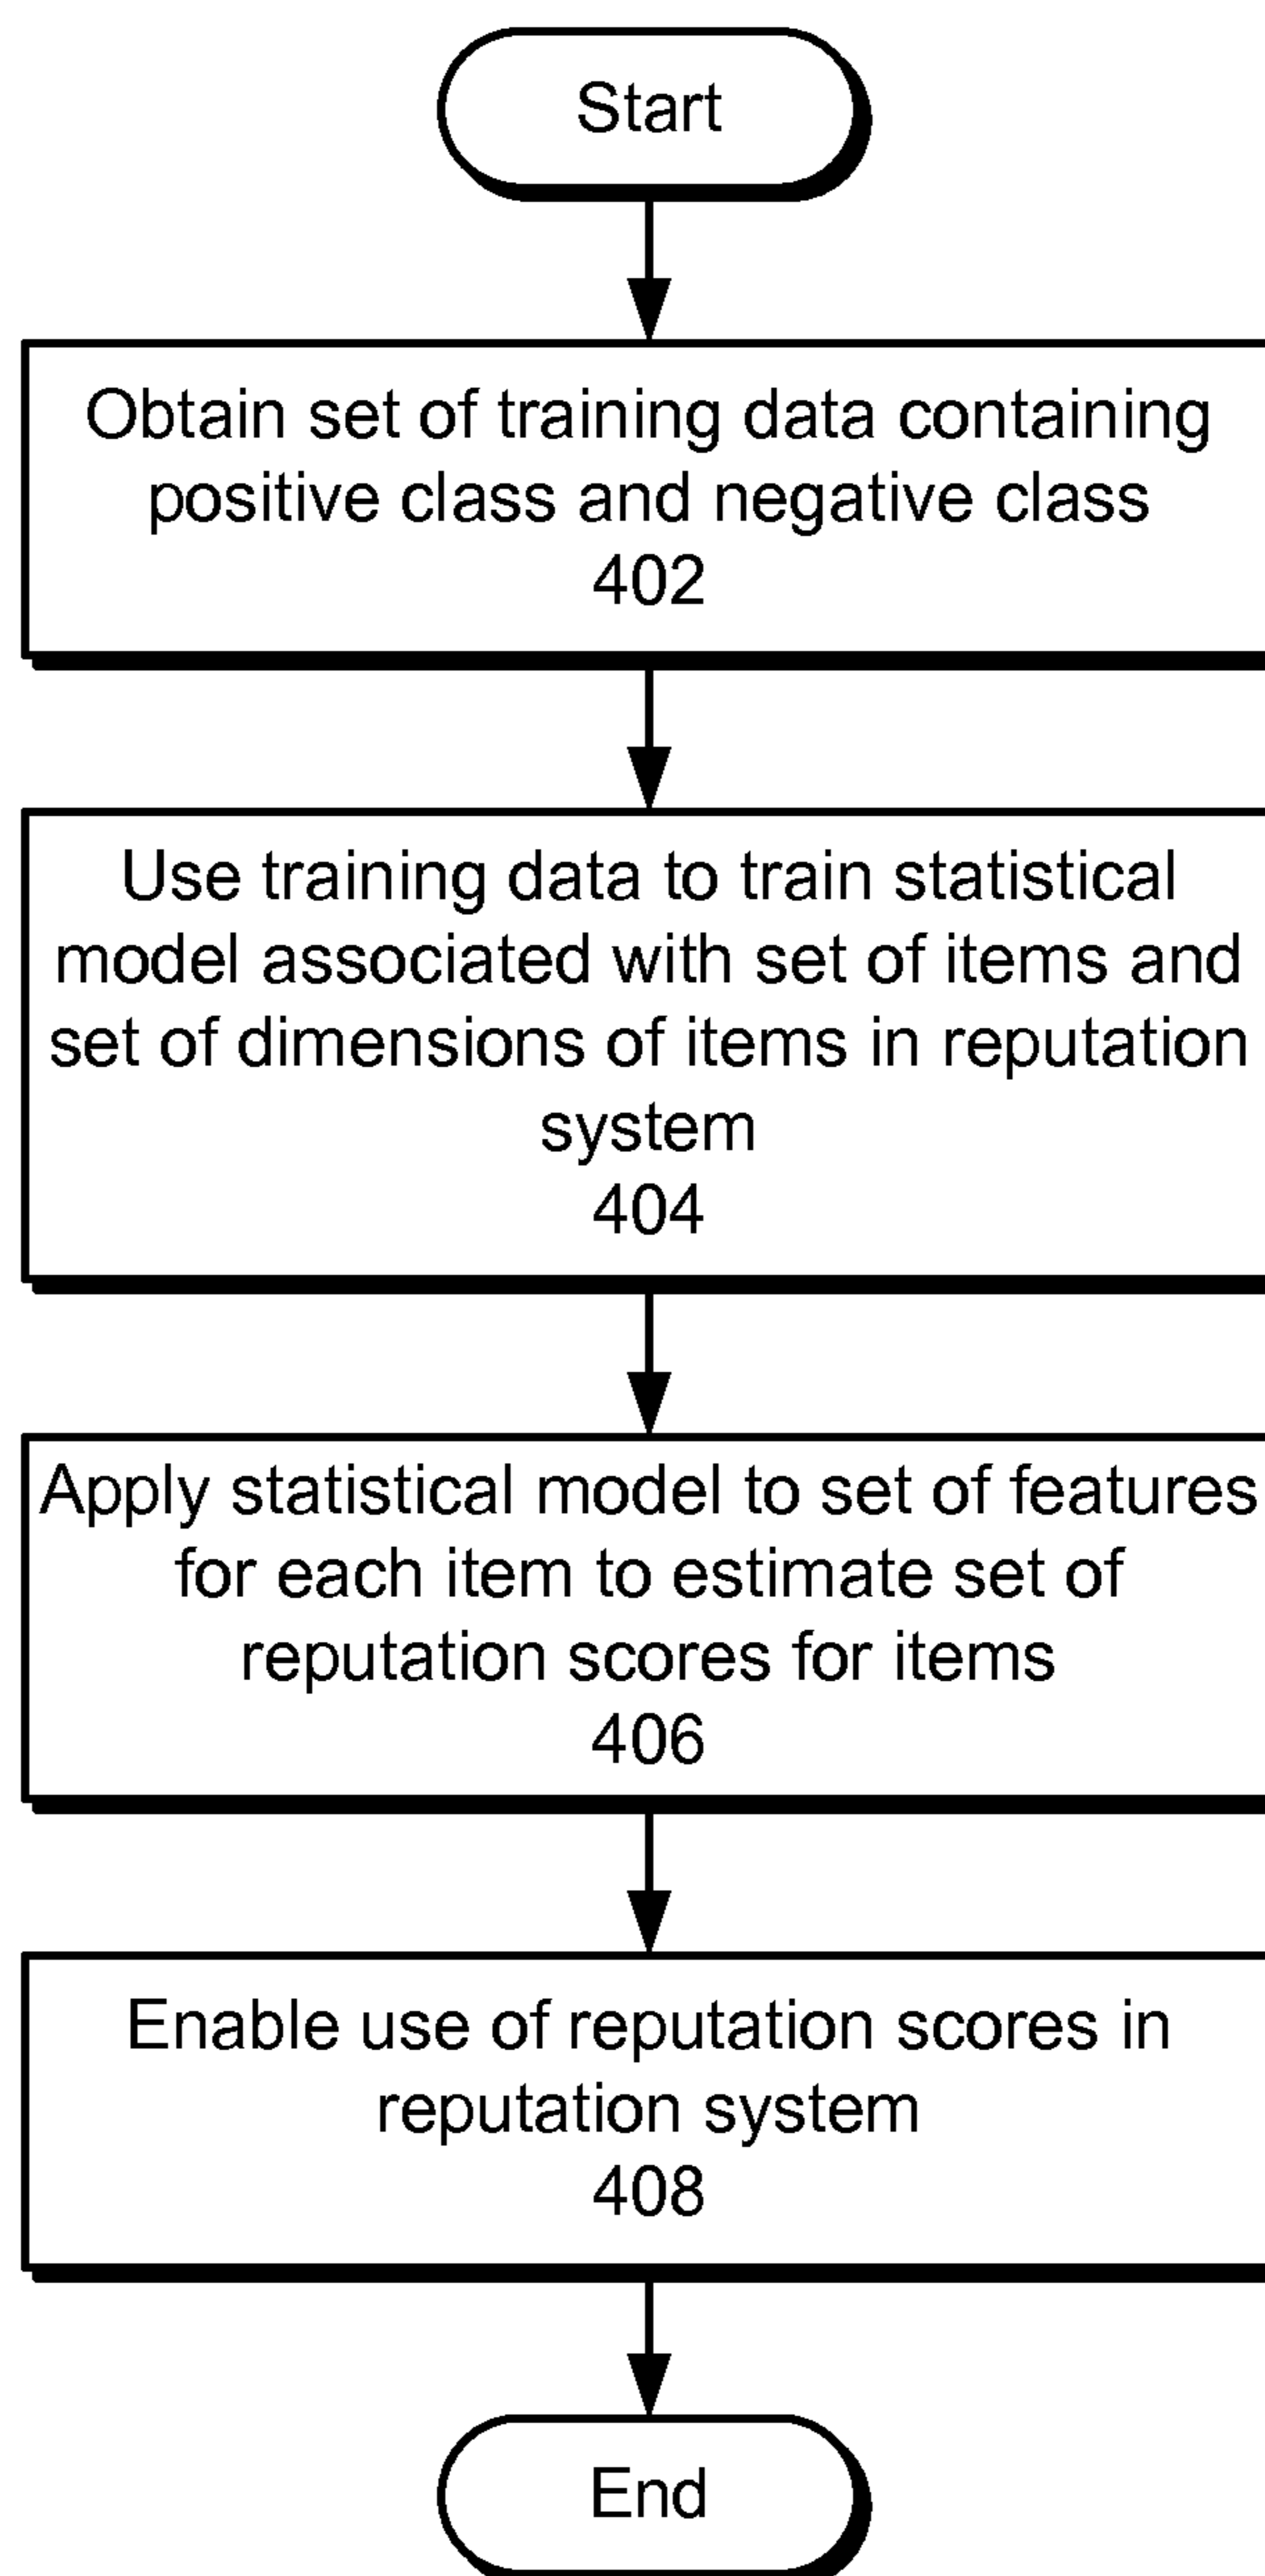 Start
Obtain set of training data containing
positive class and negative class
402
Use training data to train statistical
model associated with set of items and
set of dimensions of items in reputation
system
404
Apply statistical model to set of features
for each item to estimate set of
reputation scores for items
406
Enable use of reputation scores in
reputation system
408
End